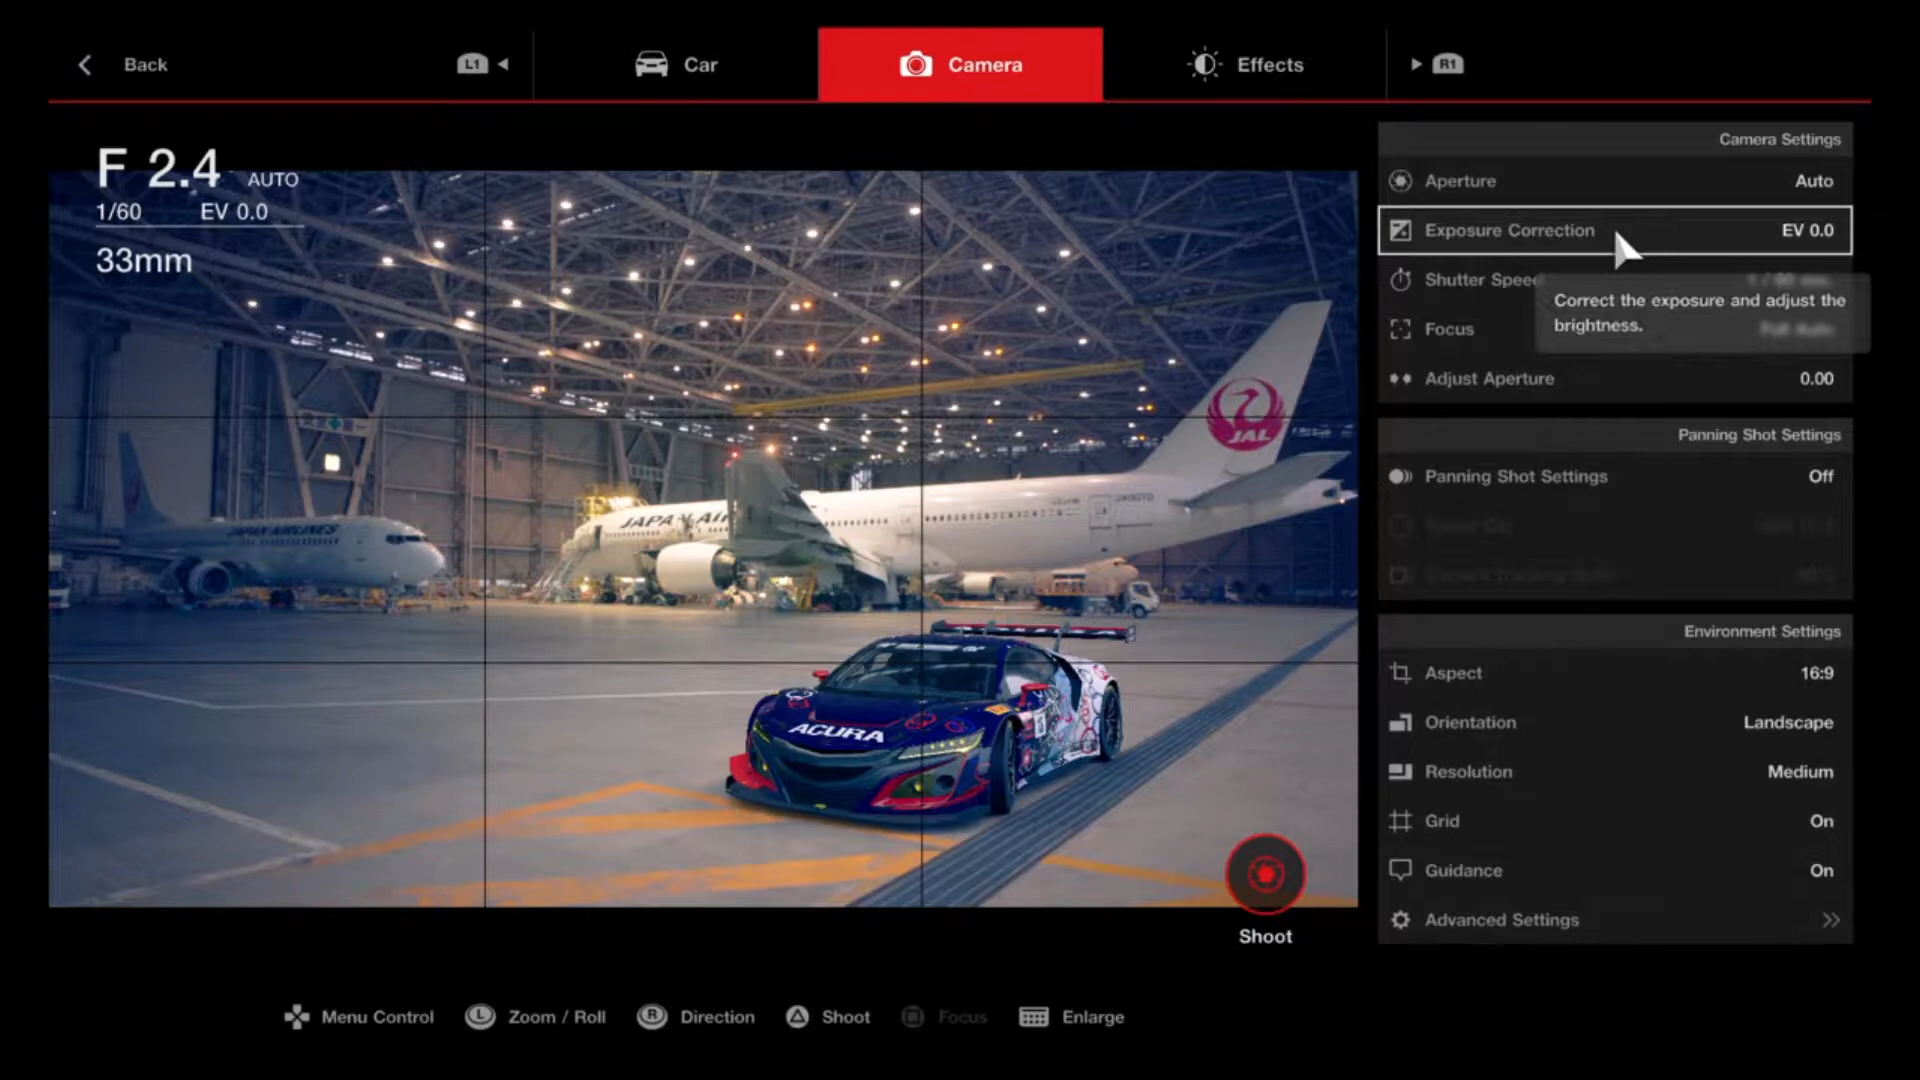 Back
L1
Car
Camera
Effects
R1
F 2.4 AUTO
1/60 EV 0.0
33mm
Camera Settings
Aperture Auto
Exposure Correction EV 0.0
Shutter Speed
Correct the exposure and adjust the
brightness.
Focus
Adjust Aperture 0.00
Panning Shot Settings
Panning Shot Settings Off
Environment Settings
Aspect 16:9
Orientation Landscape
Resolution Medium
Grid On
Guidance On
Advanced Settings
JAL
JAPAN AIR
JAPAN AIRLINES
ACURA
Shoot
Menu Control
L Zoom / Roll
R Direction
Shoot
Focus
Enlarge